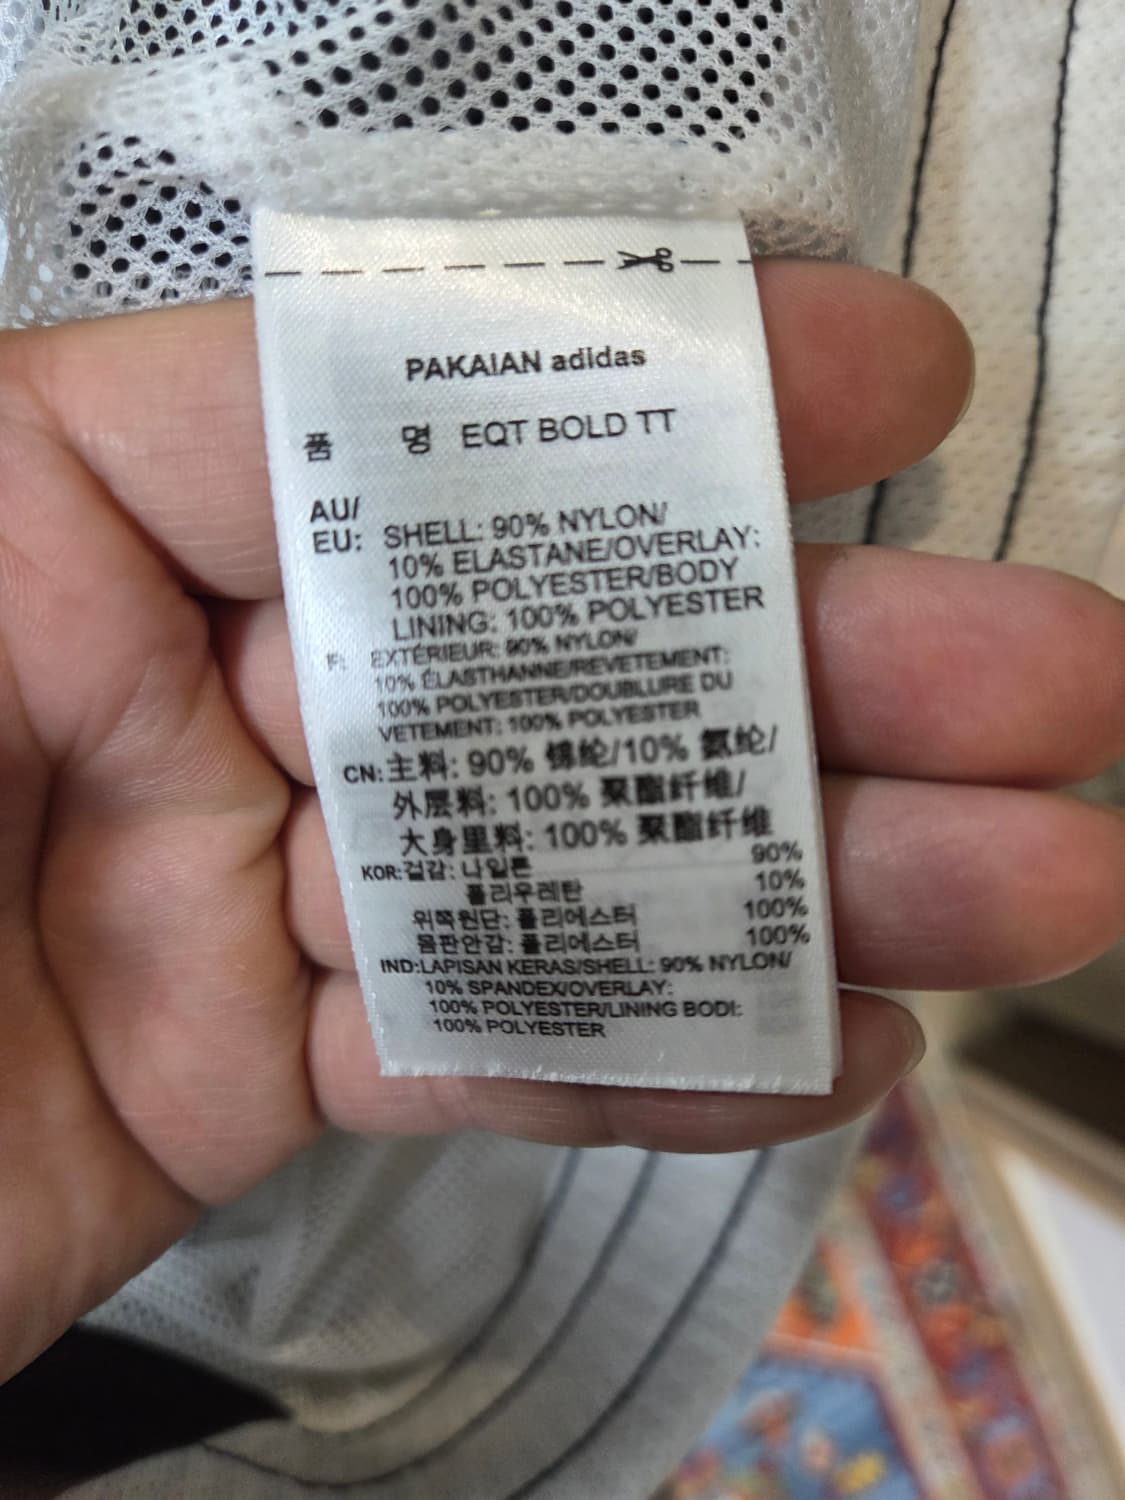 PAKAIAN adidas
품 명 EQT BOLD TT
AU/
EU: SHELL: 90% NYLON/
10% ELASTANE/OVERLAY:
100% POLYESTER/BODY
LINING: 100% POLYESTER
F: EXTÉRIEUR: 90% NYLON/
10% ÉLASTHANNE/REVETEMENT:
100% POLYESTER/DOUBLURE DU
VETEMENT: 100% POLYESTER
CN: 主料: 90% 锦纶/10% 氨纶/
外层料: 100% 聚酯纤维/
大身里料: 100% 聚酯纤维
KOR: 겉감: 나일론 90%
폴리우레탄 10%
위쪽원단: 폴리에스터 100%
몸판안감: 폴리에스터 100%
IND: LAPISAN KERAS/SHELL: 90% NYLON/
10% SPANDEX/OVERLAY:
100% POLYESTER/LINING BODI:
100% POLYESTER